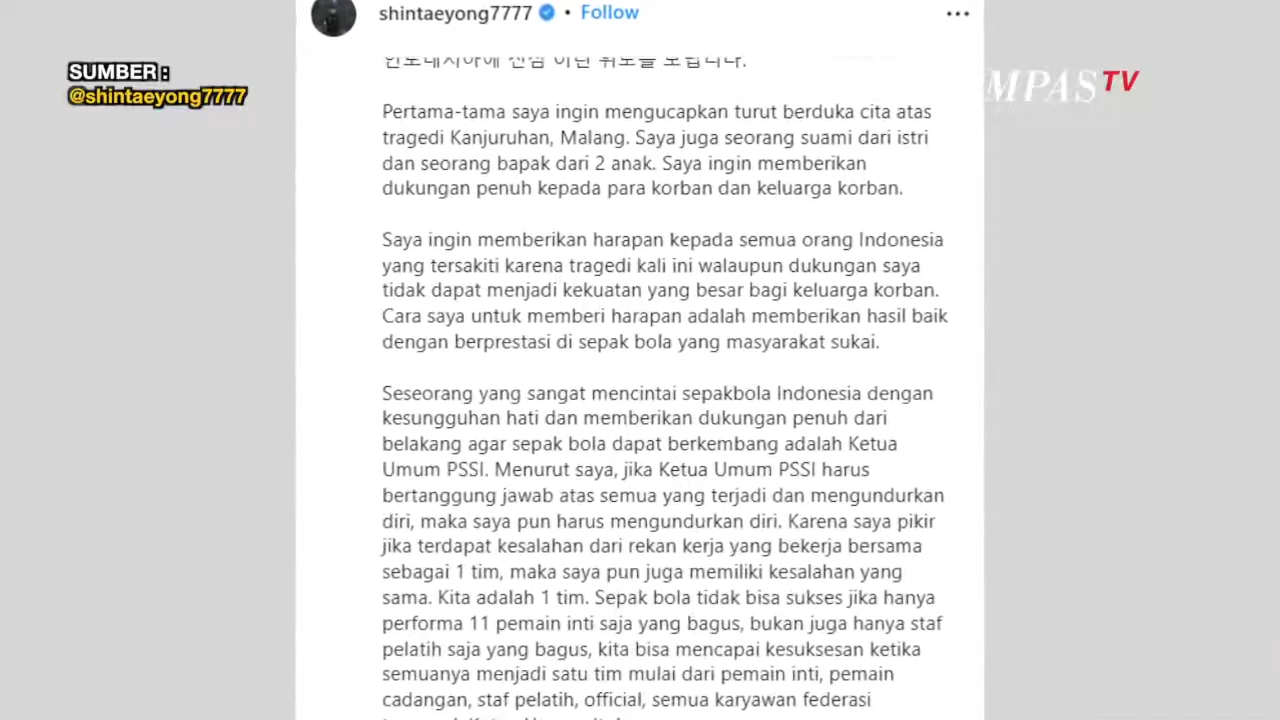 shintaeyong7777 • Follow
SUMBER :
@shintaeyong7777
MPAS TV
Pertama-tama saya ingin mengucapkan turut berduka cita atas
tragedi Kanjuruhan, Malang. Saya juga seorang suami dari istri
dan seorang bapak dari 2 anak. Saya ingin memberikan
dukungan penuh kepada para korban dan keluarga korban.
Saya ingin memberikan harapan kepada semua orang Indonesia
yang tersakiti karena tragedi kali ini walaupun dukungan saya
tidak dapat menjadi kekuatan yang besar bagi keluarga korban.
Cara saya untuk memberi harapan adalah memberikan hasil baik
dengan berprestasi di sepak bola yang masyarakat sukai.
Seseorang yang sangat mencintai sepakbola Indonesia dengan
kesungguhan hati dan memberikan dukungan penuh dari
belakang agar sepak bola dapat berkembang adalah Ketua
Umum PSSI. Menurut saya, jika Ketua Umum PSSI harus
bertanggung jawab atas semua yang terjadi dan mengundurkan
diri, maka saya pun harus mengundurkan diri. Karena saya pikir
jika terdapat kesalahan dari rekan kerja yang bekerja bersama
sebagai 1 tim, maka saya pun juga memiliki kesalahan yang
sama. Kita adalah 1 tim. Sepak bola tidak bisa sukses jika hanya
performa 11 pemain inti saja yang bagus, bukan juga hanya staf
pelatih saja yang bagus, kita bisa mencapai kesuksesan ketika
semuanya menjadi satu tim mulai dari pemain inti, pemain
cadangan, staf pelatih, official, semua karyawan federasi